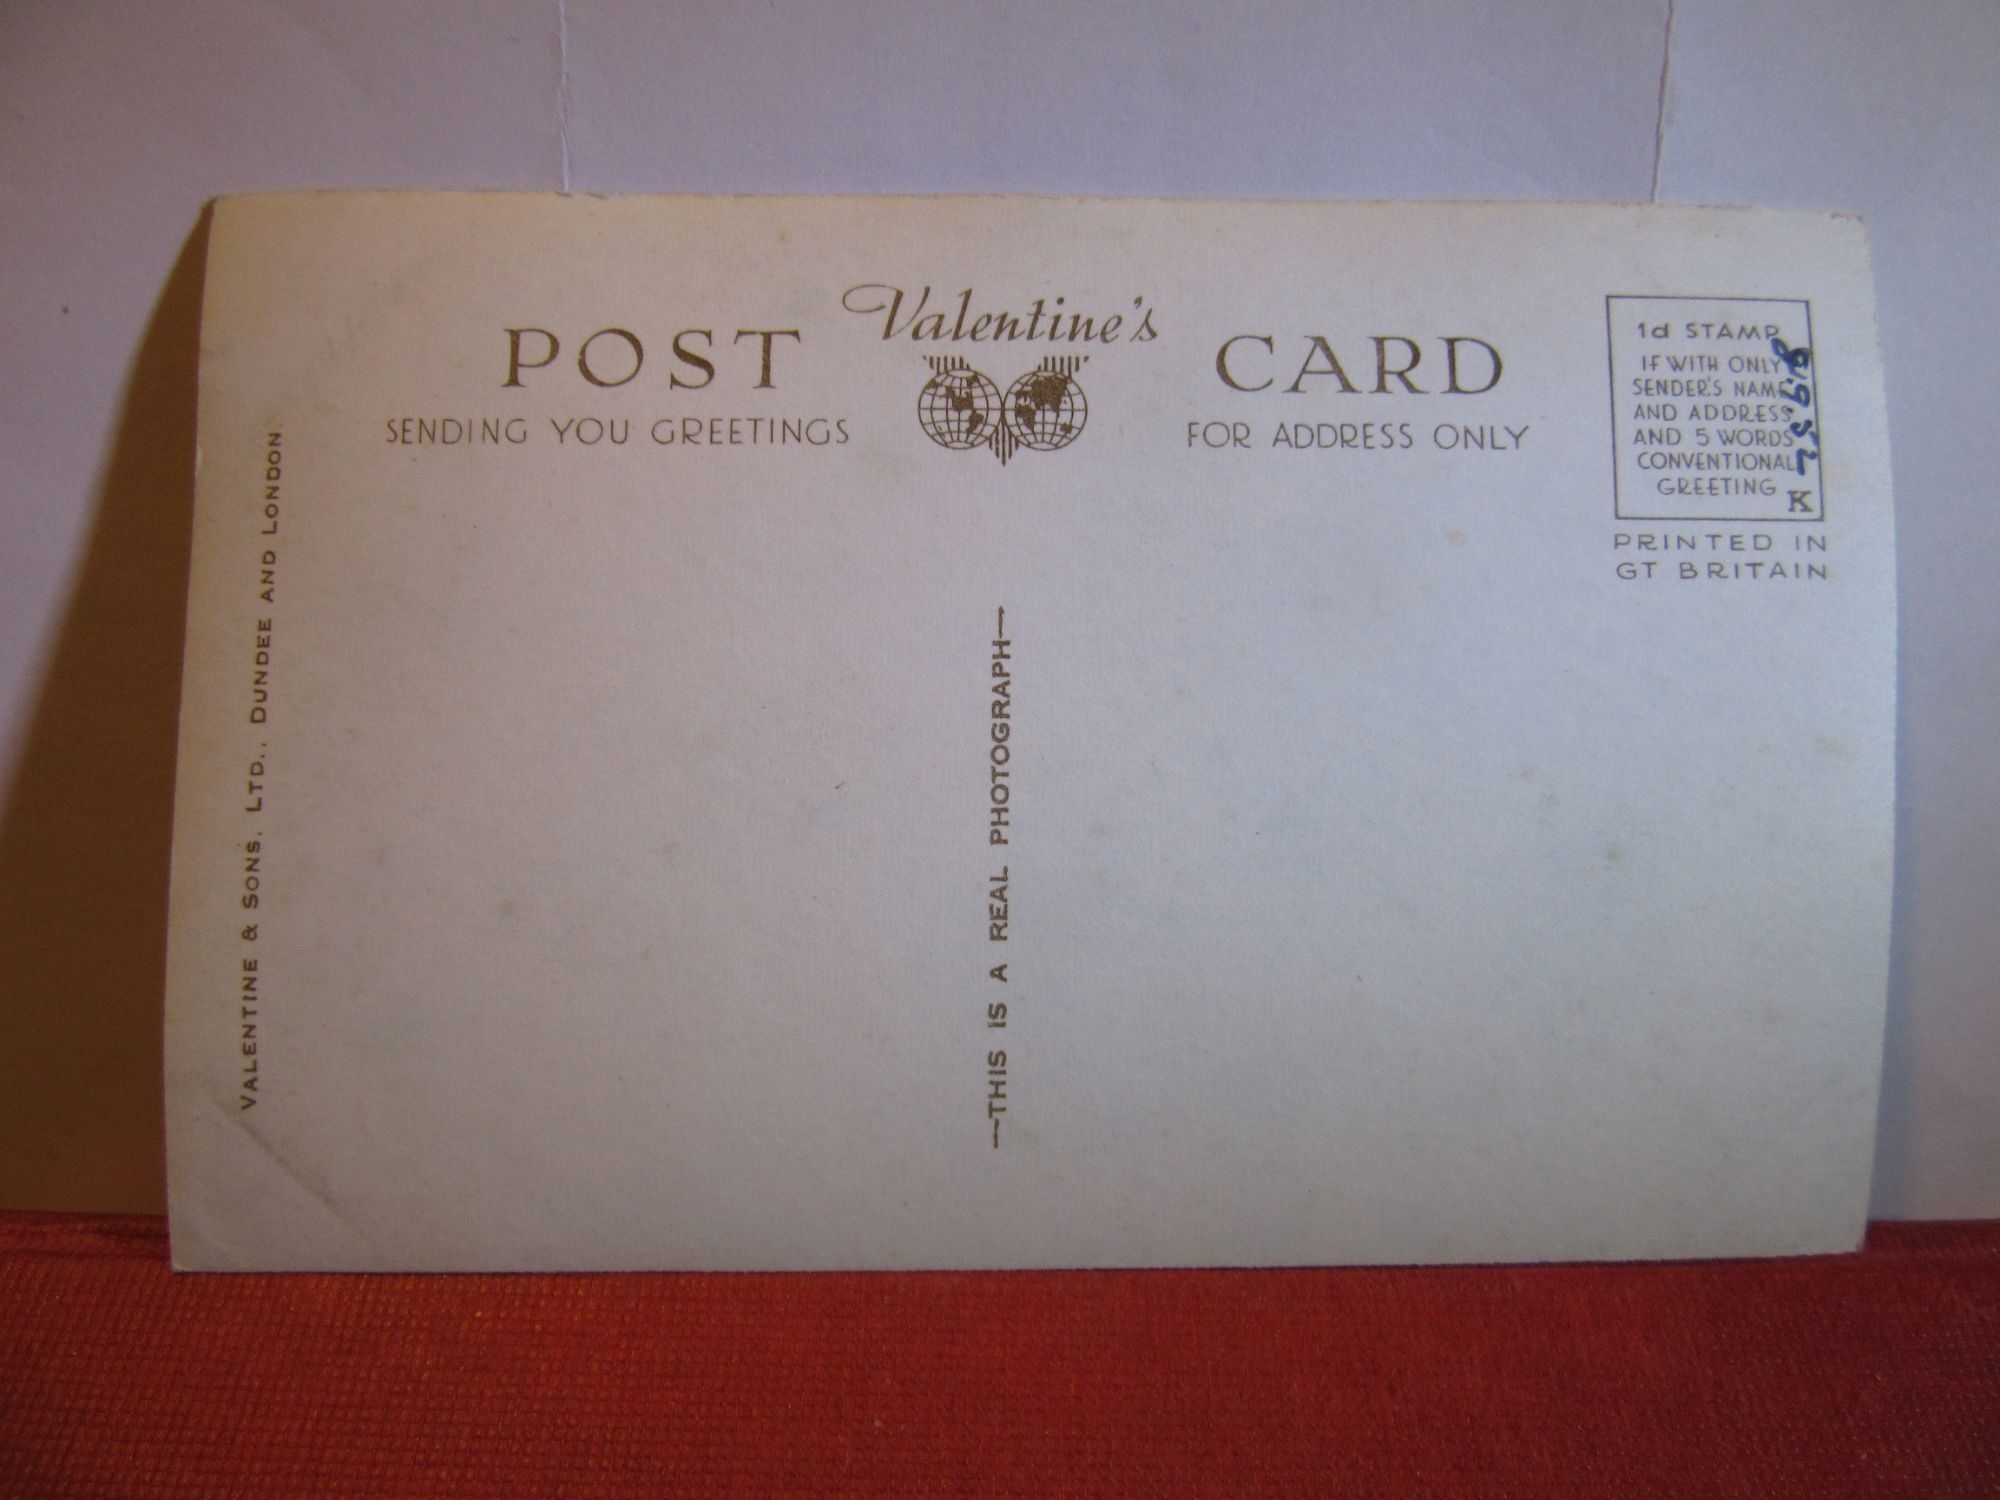 Valentine's
POST CARD
SENDING YOU GREETINGS
FOR ADDRESS ONLY
1d STAMP
IF WITH ONLY
SENDER'S NAME
AND ADDRESS
AND 5 WORDS
CONVENTIONAL
GREETING
K
PRINTED IN
GT BRITAIN
VALENTINE & SONS, LTD., DUNDEE AND LONDON.
—THIS IS A REAL PHOTOGRAPH—